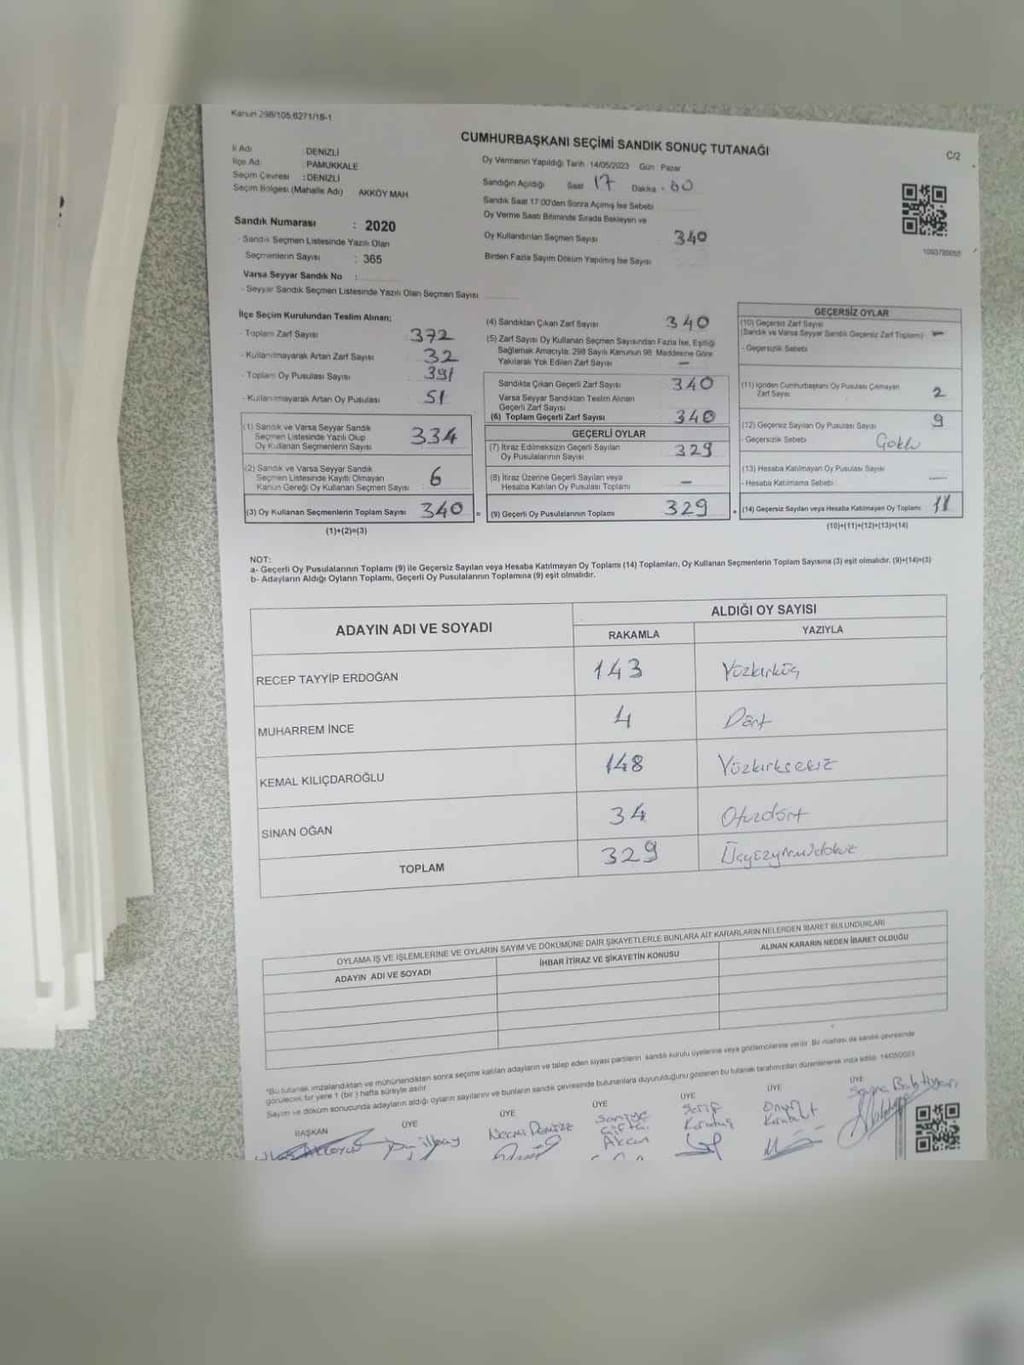 Kanun 298/105,6271/18-1
CUMHURBAŞKANI SEÇİMİ SANDIK SONUÇ TUTANAĞI
C/2
İl Adı : DENİZLİ
İlçe Adı : PAMUKKALE
Seçim Çevresi : DENİZLİ
Seçim Bölgesi (Mahalle Adı) AKKÖY MAH
Sandık Numarası : 2020
- Sandık Seçmen Listesinde Yazılı Olan
Seçmenlerin Sayısı : 365
Varsa Seyyar Sandık No :
- Seyyar Sandık Seçmen Listesinde Yazılı Olan Seçmen Sayısı
Oy Vermenin Yapıldığı Tarih 14/05/2023 Gün Pazar
Sandığın Açıldığı Saat 17 Dakika 00
Sandık Saat 17:00'den Sonra Açılmış İse Sebebi
Oy Verme Saati Bitiminde Sırada Bekleyen ve
Oy Kullandırılan Seçmen Sayısı 340
Birden Fazla Sayım Döküm Yapılmış İse Sayısı
İlçe Seçim Kurulundan Teslim Alınan;
- Toplam Zarf Sayısı 372
- Kullanılmayarak Artan Zarf Sayısı 32
- Toplam Oy Pusulası Sayısı 391
- Kullanılmayarak Artan Oy Pusulası 51
(1) Sandık ve Varsa Seyyar Sandık
Seçmen Listesinde Yazılı Olup
Oy Kullanan Seçmenlerin Sayısı 334
(2) Sandık ve Varsa Seyyar Sandık
Seçmen Listesinde Kayıtlı Olmayan
Kanun Gereği Oy Kullanan Seçmen Sayısı 6
(3) Oy Kullanan Seçmenlerin Toplam Sayısı 340 =
(1)+(2)=(3)
(4) Sandıktan Çıkan Zarf Sayısı 340
(5) Zarf Sayısı Oy Kullanan Seçmen Sayısından Fazla İse, Eşitliği
Sağlamak Amacıyla; 298 Sayılı Kanunun 98. Maddesine Göre
Yakılarak Yok Edilen Zarf Sayısı -
Sandıkta Çıkan Geçerli Zarf Sayısı 340
Varsa Seyyar Sandıktan Teslim Alınan
Geçerli Zarf Sayısı
(6) Toplam Geçerli Zarf Sayısı 340
GEÇERLİ OYLAR
(7) İtiraz Edilmeksizin Geçerli Sayılan
Oy Pusulalarının Sayısı 329
(8) İtiraz Üzerine Geçerli Sayılan veya
Hesaba Katılan Oy Pusulaları Toplamı -
(9) Geçerli Oy Pusulalarının Toplamı 329
GEÇERSİZ OYLAR
(10) Geçersiz Zarf Sayısı
(Sandık ve Varsa Seyyar Sandık Geçersiz Zarf Toplamı) -
- Geçersizlik Sebebi
(11) İçinden Cumhurbaşkanı Oy Pusulası Çıkmayan
Zarf Sayısı 2
(12) Geçersiz Sayılan Oy Pusulası Sayısı 9
- Geçersizlik Sebebi
(13) Hesaba Katılmayan Oy Pusulası Sayısı
- Hesaba Katılmama Sebebi -
(14) Geçersiz Sayılan veya Hesaba Katılmayan Oy Toplamı 11
(10)+(11)+(12)+(13)=(14)
NOT:
a- Geçerli Oy Pusulalarının Toplamı (9) ile Geçersiz Sayılan veya Hesaba Katılmayan Oy Toplamı (14) Toplamları, Oy Kullanan Seçmenlerin Toplam Sayısına (3) eşit olmalıdır. (9)+(14)=(3)
b- Adayların Aldığı Oyların Toplamı, Geçerli Oy Pusulalarının Toplamına (9) eşit olmalıdır.
ADAYIN ADI VE SOYADI
ALDIĞI OY SAYISI
RAKAMLA YAZIYLA
RECEP TAYYİP ERDOĞAN 143 Yüzkırküç
MUHARREM İNCE 4 Dört
KEMAL KILIÇDAROĞLU 148 Yüzkırksekiz
SİNAN OĞAN 34 Otuzdört
TOPLAM 329 Üçyüzyirmidokuz
OYLAMA İŞ VE İŞLEMLERİNE VE OYLARIN SAYIM VE DÖKÜMÜNE DAİR ŞİKAYETLERLE BUNLARA AİT KARARLARIN NELERDEN İBARET BULUNDUKLARI
ADAYIN ADI VE SOYADI İHBAR İTİRAZ VE ŞİKAYETİN KONUSU ALINAN KARARIN NEDEN İBARET OLDUĞU
"Bu tutanak imzalandıktan ve mühürlendikten sonra seçime katılan adayların ve talep eden siyasi partilerin sandık kurulu üyelerine veya gözlemcilerine verilir. Bu nüshası da sandık çevresinde
görülecek bir yere 1 (bir) hafta süreyle asılır.
Sayım ve döküm sonucunda adayların aldığı oyların sayılarını ve bunların sandık çevresinde bulunanlara duyurulduğunu gösteren bu tutanak tarafımızdan düzenlenerek imza edildi. 14/05/2023
BAŞKAN ÜYE ÜYE ÜYE ÜYE ÜYE ÜYE